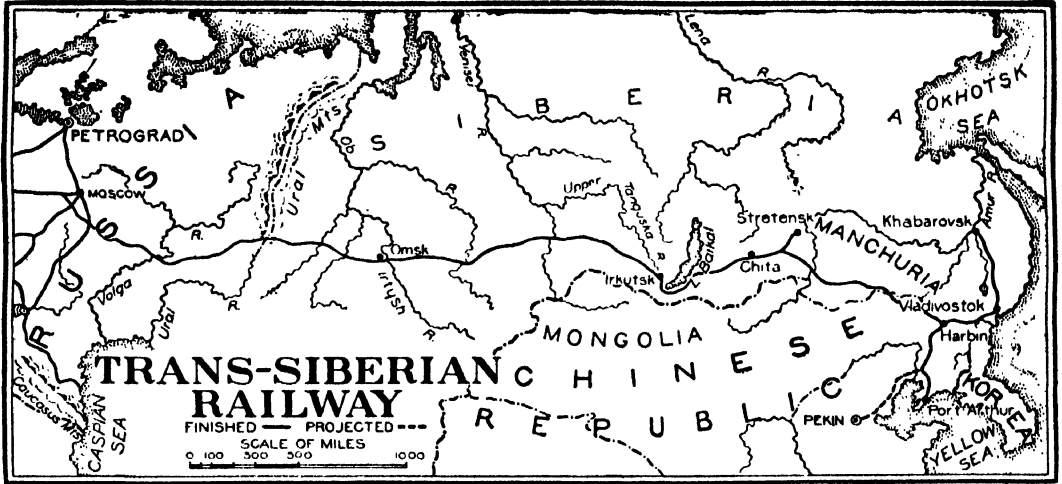 OKHOTSK
SEA
PETROGRAD
MOSCOW
RUSSIA
SIBERIA
Ural Mts.
Ob
R.
Yenisei
R.
Lena
R.
Upper
Tunguska
R.
R.
Volga
Ural
R.
Omsk
Irtysh
R.
Irkutsk
Baikal
Stretensk
Chita
MANCHURIA
Khabarovsk
Amur R.
Vladivostok
Harbin
MONGOLIA
CHINESE
REPUBLIC
PEKIN
Port Arthur
KOREA
YELLOW
SEA
Caucasus Mts.
CASPIAN
SEA
TRANS-SIBERIAN
RAILWAY
FINISHED PROJECTED
SCALE OF MILES
0 100 300 500 1000